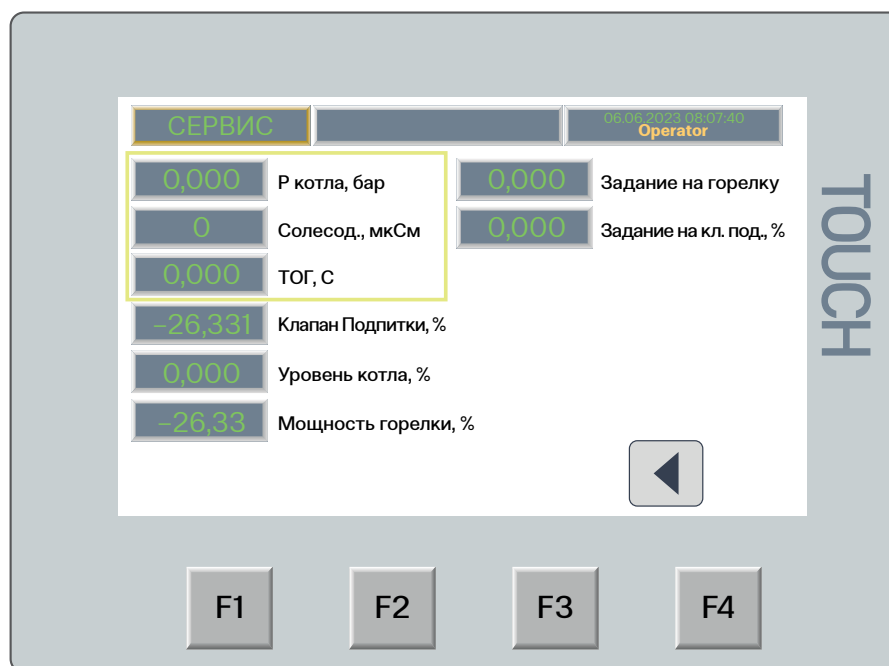 СЕРВИС
06.06.2023 08:07:40
Operator
0,000 Р котла, бар 0,000 Задание на горелку
0 Солесод., мкСм 0,000 Задание на кл. под., %
0,000 ТОГ, С
–26,331 Клапан Подпитки, %
0,000 Уровень котла, %
–26,33 Мощность горелки, %
TOUCH
F1 F2 F3 F4